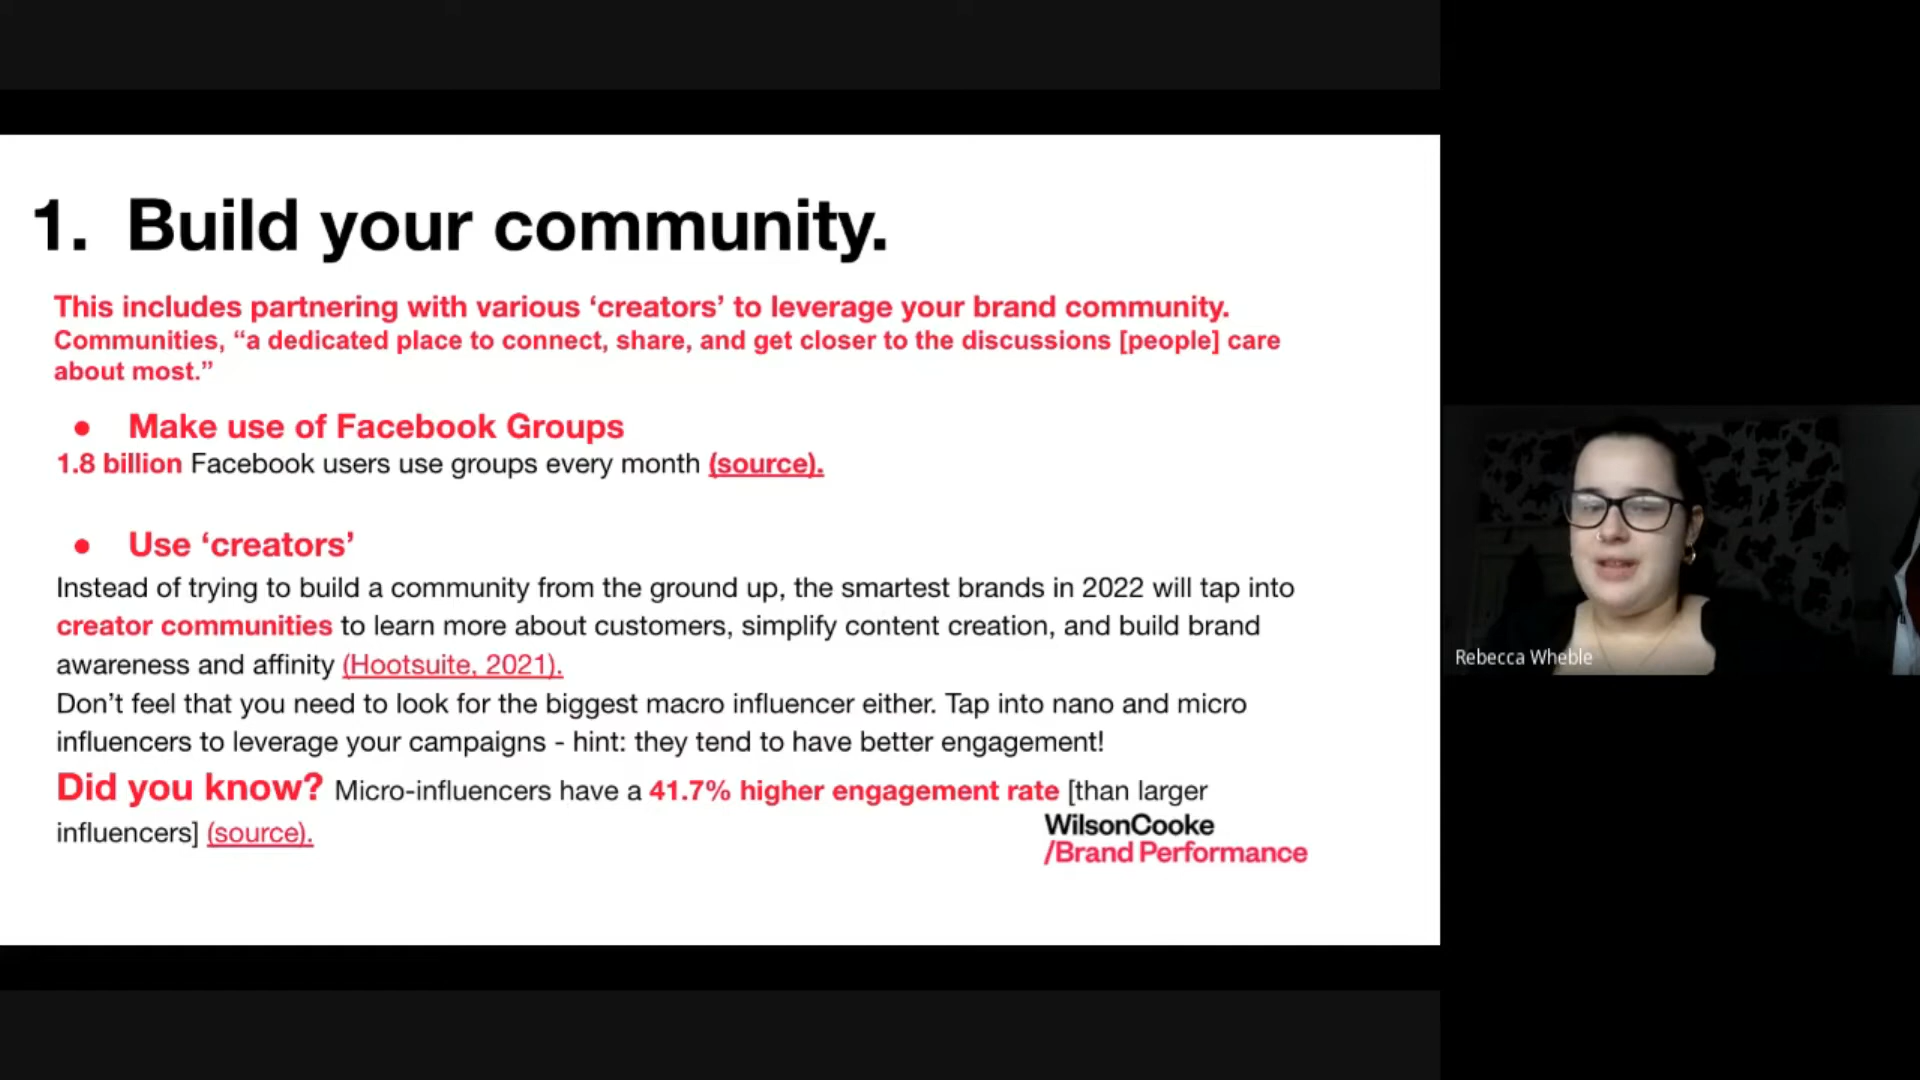 1. Build your community.
This includes partnering with various ‘creators’ to leverage your brand community.
Communities, “a dedicated place to connect, share, and get closer to the discussions [people] care
about most.”
● Make use of Facebook Groups
1.8 billion Facebook users use groups every month (source).
● Use ‘creators’
Instead of trying to build a community from the ground up, the smartest brands in 2022 will tap into
creator communities to learn more about customers, simplify content creation, and build brand
awareness and affinity (Hootsuite, 2021).
Don’t feel that you need to look for the biggest macro influencer either. Tap into nano and micro
influencers to leverage your campaigns - hint: they tend to have better engagement!
Did you know? Micro-influencers have a 41.7% higher engagement rate [than larger
influencers] (source).
WilsonCooke
/Brand Performance
Rebecca Wheble